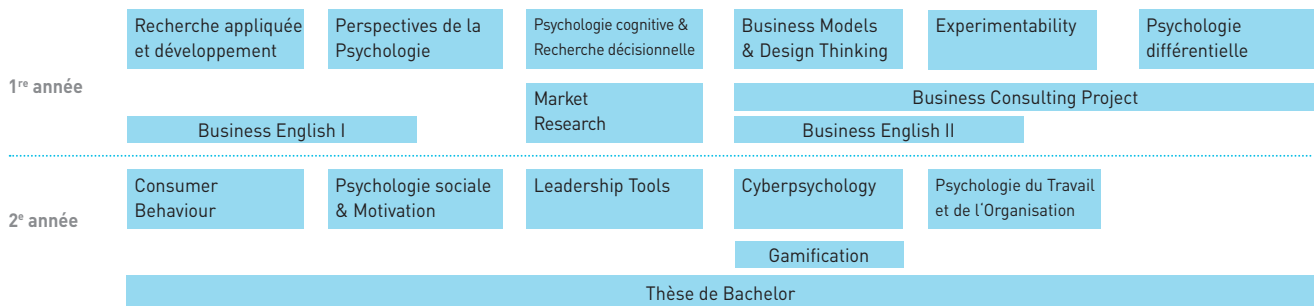 Recherche appliquée
et développement
Perspectives de la
Psychologie
Psychologie cognitive &
Recherche décisionnelle
Business Models
& Design Thinking
Experimentability
Psychologie
différentielle
1re année
Market
Research
Business Consulting Project
Business English I
Business English II
Consumer
Behaviour
Psychologie sociale
& Motivation
Leadership Tools
Cyberpsychology
Psychologie du Travail
et de l'Organisation
2e année
Gamification
Thèse de Bachelor